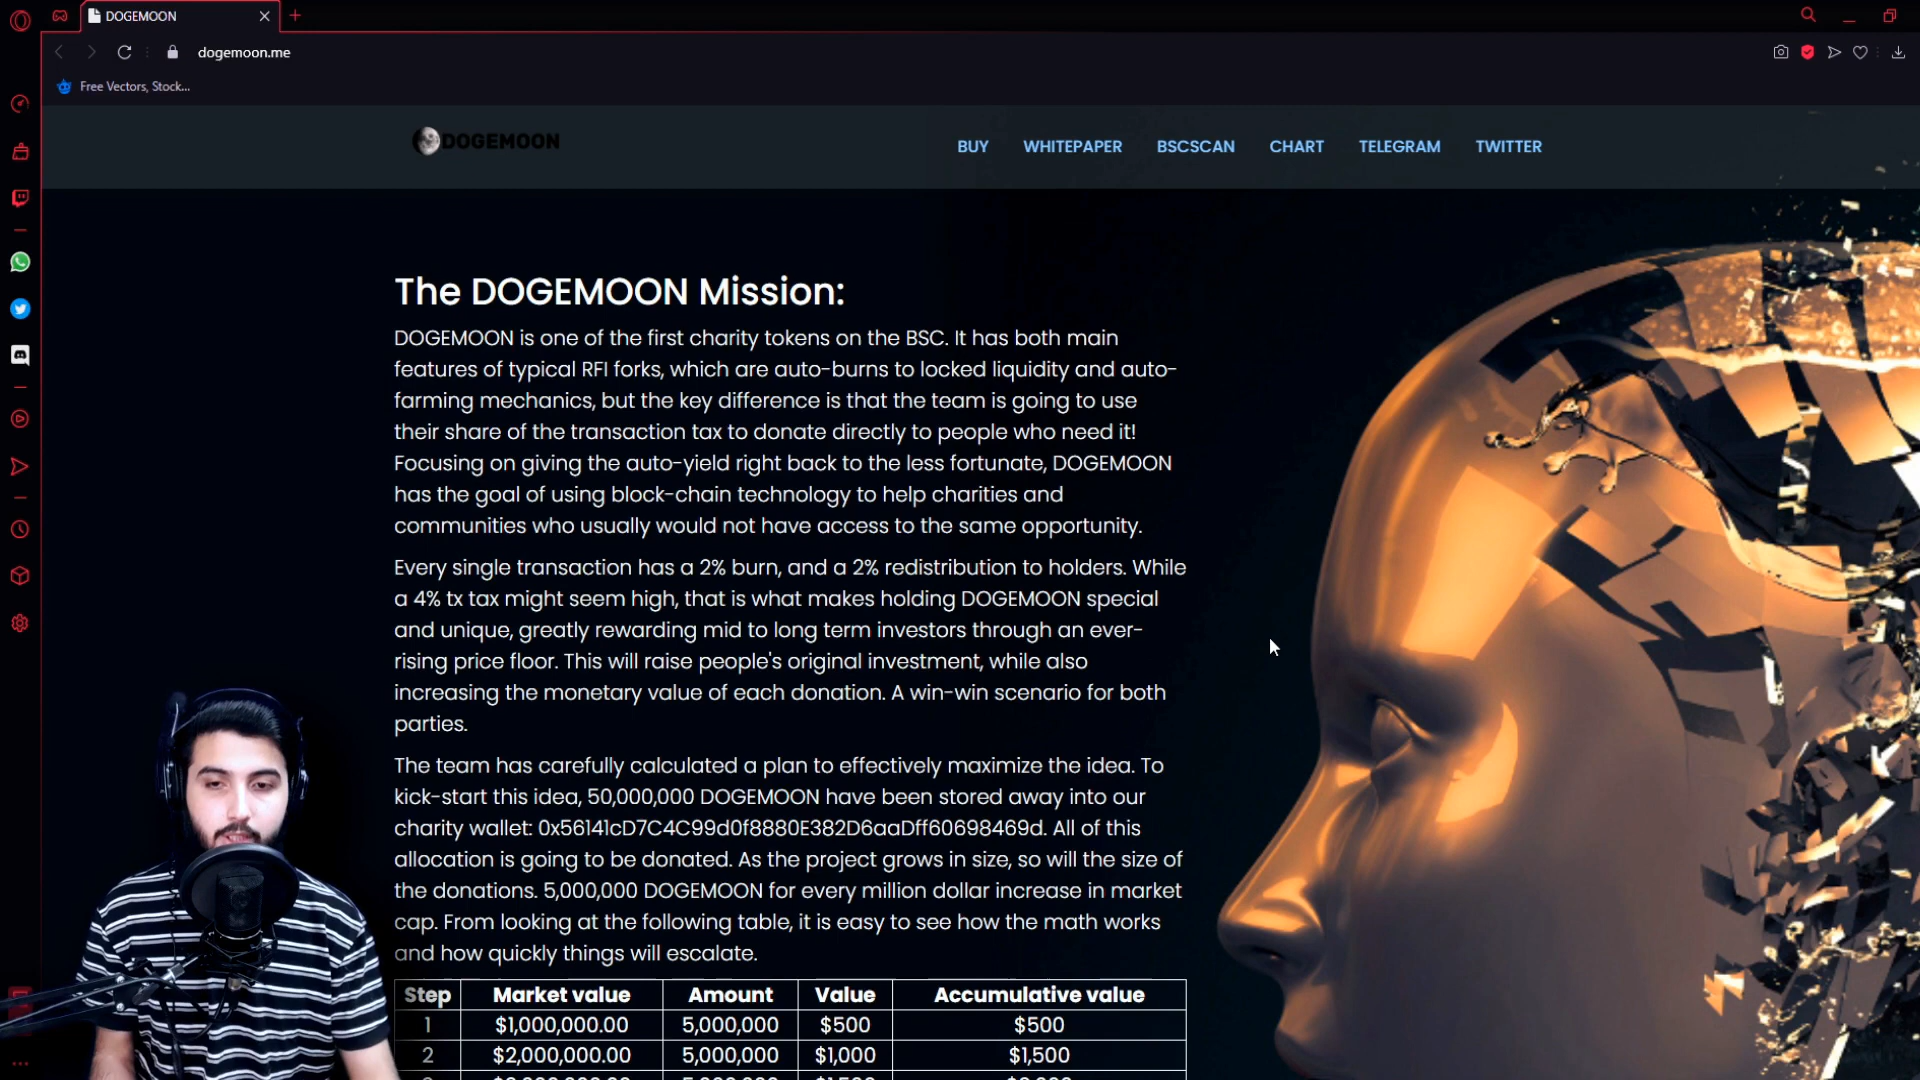 DOGEMOON
dogemoon.me
Free Vectors, Stock...
DOGEMOON
BUY
WHITEPAPER
BSCSCAN
CHART
TELEGRAM
TWITTER
The DOGEMOON Mission:
DOGEMOON is one of the first charity tokens on the BSC. It has both main
features of typical RFI forks, which are auto-burns to locked liquidity and auto-
farming mechanics, but the key difference is that the team is going to use
their share of the transaction tax to donate directly to people who need it!
Focusing on giving the auto-yield right back to the less fortunate, DOGEMOON
has the goal of using block-chain technology to help charities and
communities who usually would not have access to the same opportunity.
Every single transaction has a 2% burn, and a 2% redistribution to holders. While
a 4% tx tax might seem high, that is what makes holding DOGEMOON special
and unique, greatly rewarding mid to long term investors through an ever-
rising price floor. This will raise people's original investment, while also
increasing the monetary value of each donation. A win-win scenario for both
parties.
The team has carefully calculated a plan to effectively maximize the idea. To
kick-start this idea, 50,000,000 DOGEMOON have been stored away into our
charity wallet: 0x56141cD7C4C99d0f8880E382D6aaDff60698469d. All of this
allocation is going to be donated. As the project grows in size, so will the size of
the donations. 5,000,000 DOGEMOON for every million dollar increase in market
cap. From looking at the following table, it is easy to see how the math works
and how quickly things will escalate.
Step Market value Amount Value Accumulative value
1 $1,000,000.00 5,000,000 $500 $500
2 $2,000,000.00 5,000,000 $1,000 $1,500